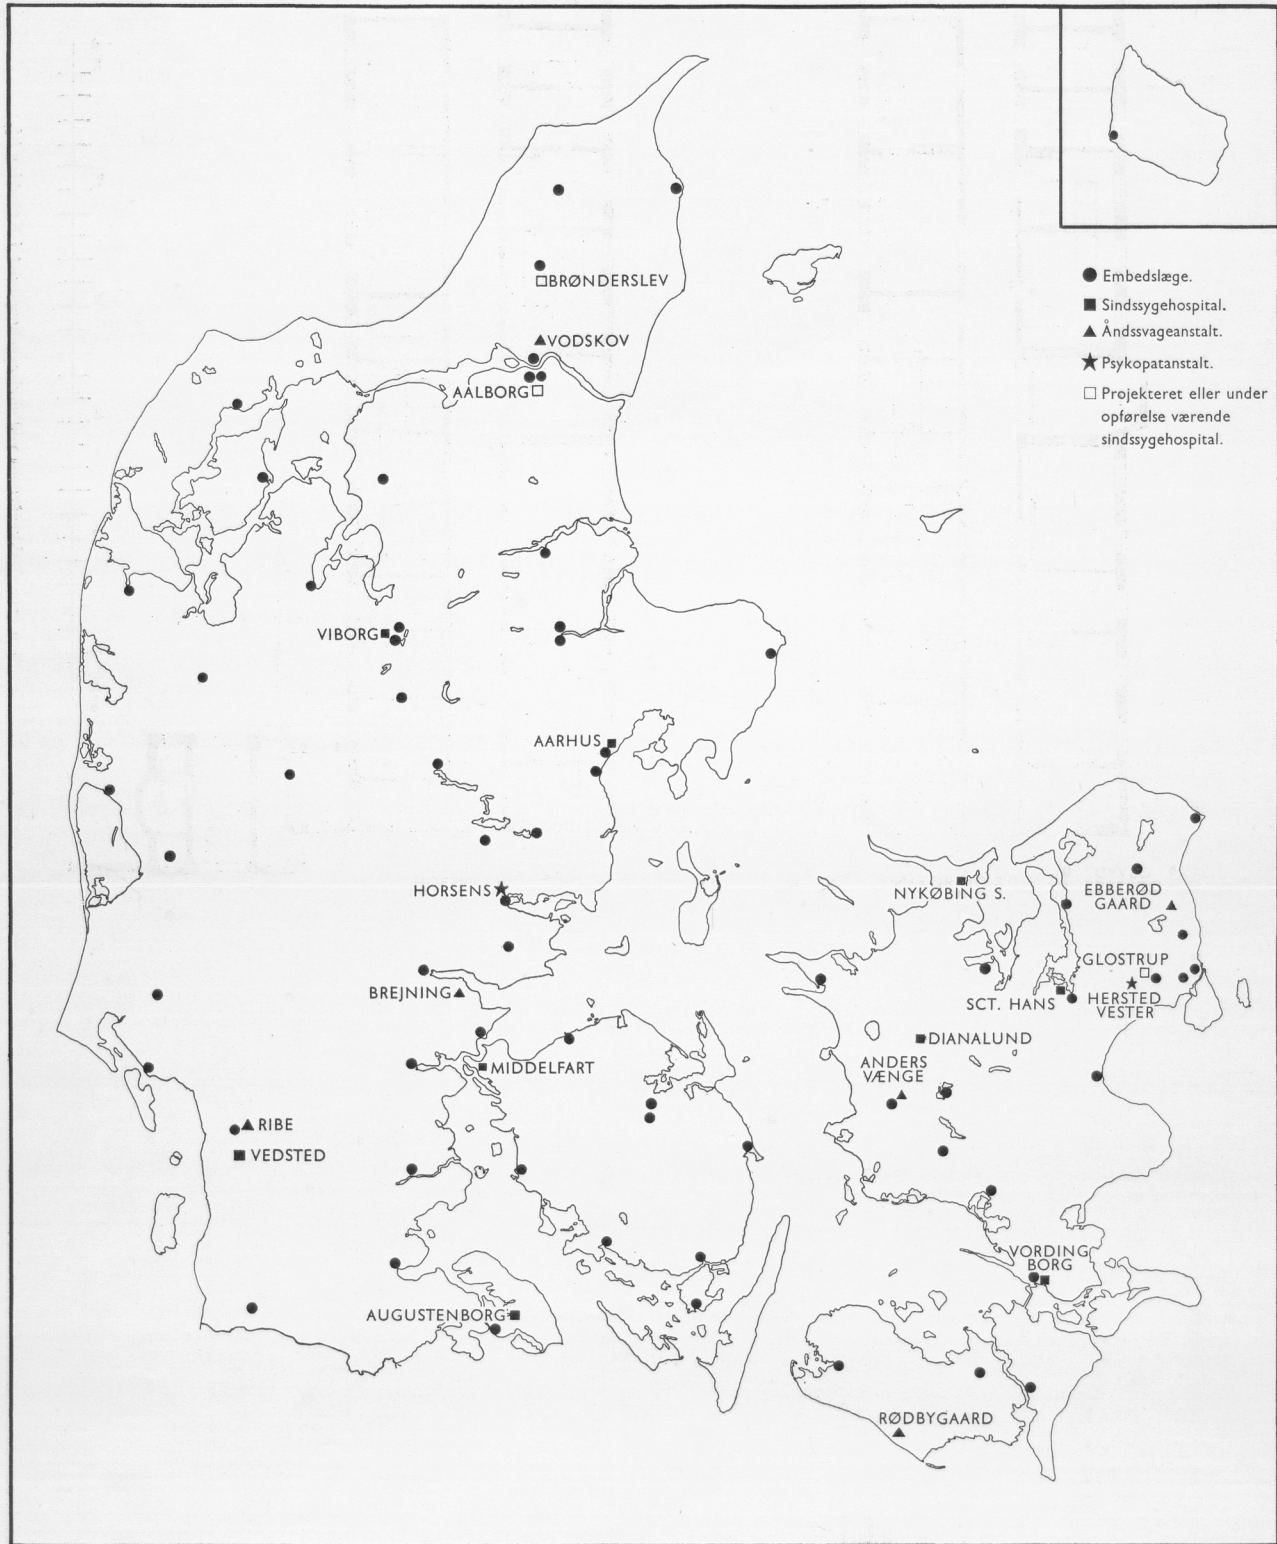 BRØNDERSLEV
VODSKOV
AALBORG
VIBORG
AARHUS
HORSENS
BREJNING
MIDDELFART
RIBE
VEDSTED
AUGUSTENBORG
Embedslæge.
Sindssygehospital.
Åndssvageanstalt.
Psykopatanstalt.
Projekteret eller under
opførelse værende
sindssygehospital.
NYKØBING S.
EBBERØD
GAARD
GLOSTRUP
HERSTED
VESTER
SCT. HANS
DIANALUND
ANDERS
VÆNGE
VORDING
BORG
RØDBYGAARD